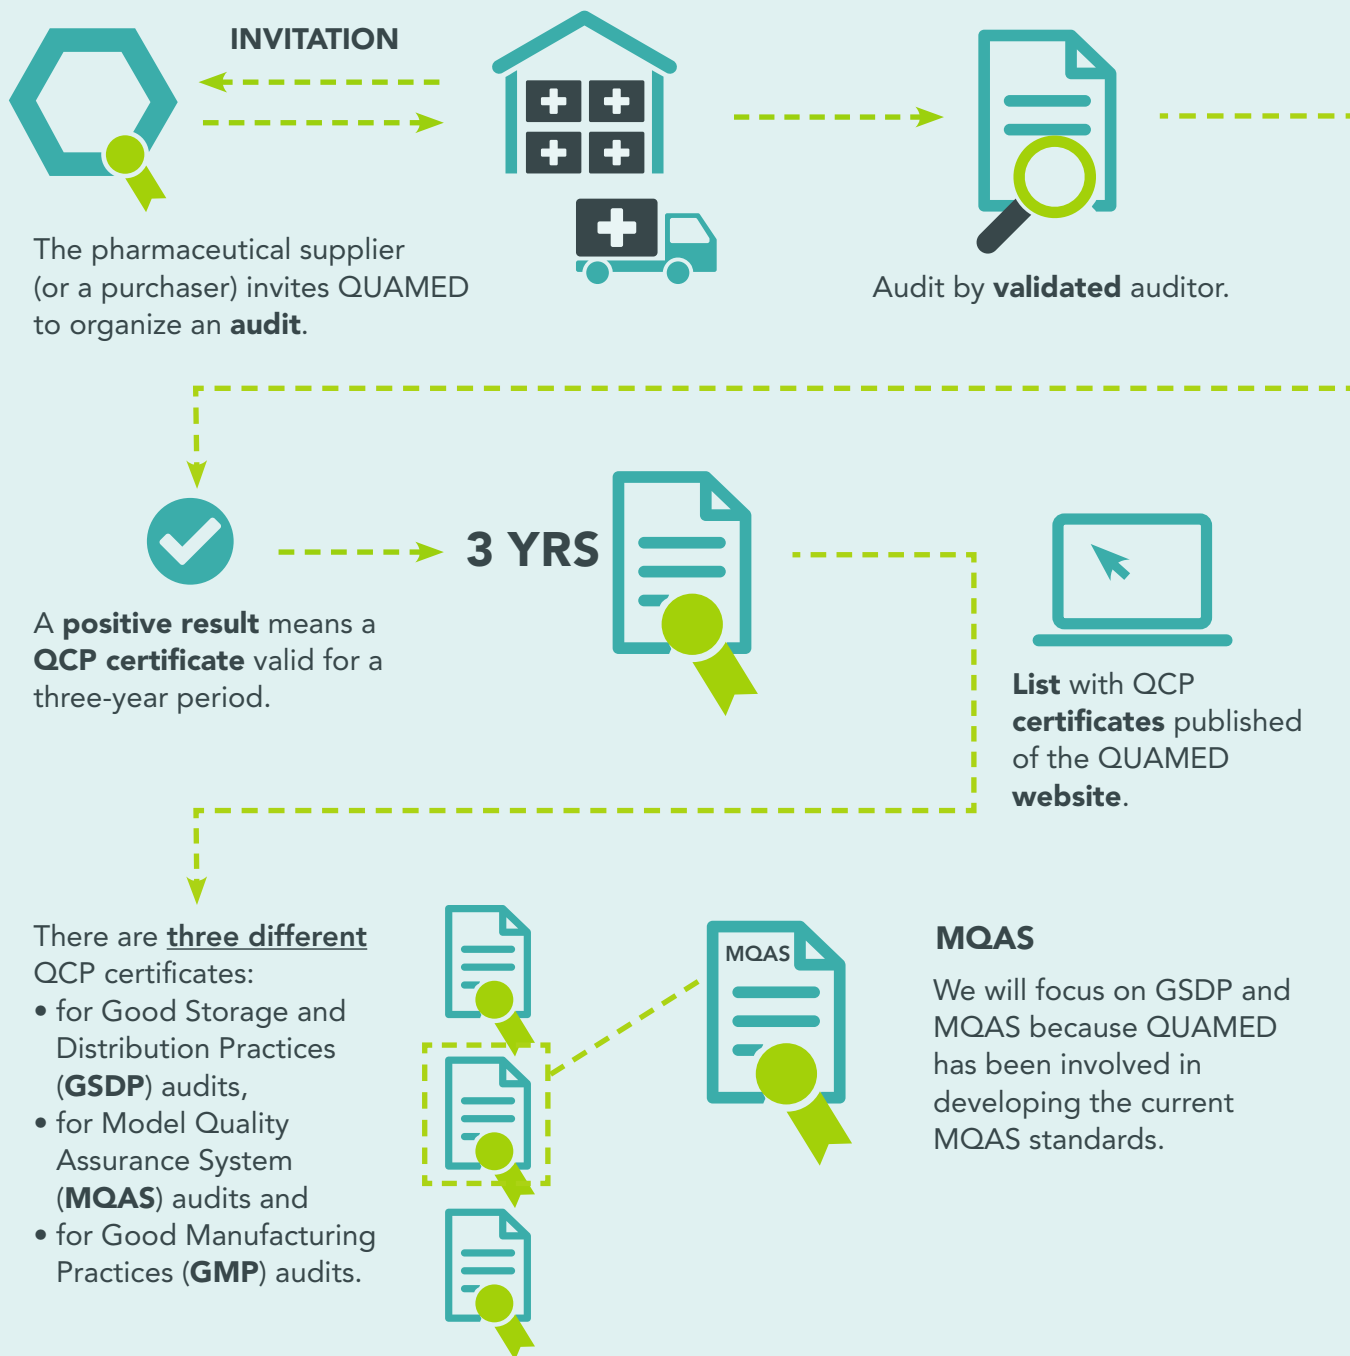 INVITATION
The pharmaceutical supplier
(or a purchaser) invites QUAMED
to organize an audit.
Audit by validated auditor.
A positive result means a
QCP certificate valid for a
three-year period.
3 YRS
List with QCP
certificates published
of the QUAMED
website.
There are three different
QCP certificates:
• for Good Storage and
Distribution Practices
(GSDP) audits,
• for Model Quality
Assurance System
(MQAS) audits and
• for Good Manufacturing
Practices (GMP) audits.
MQAS
MQAS
We will focus on GSDP and
MQAS because QUAMED
has been involved in
developing the current
MQAS standards.